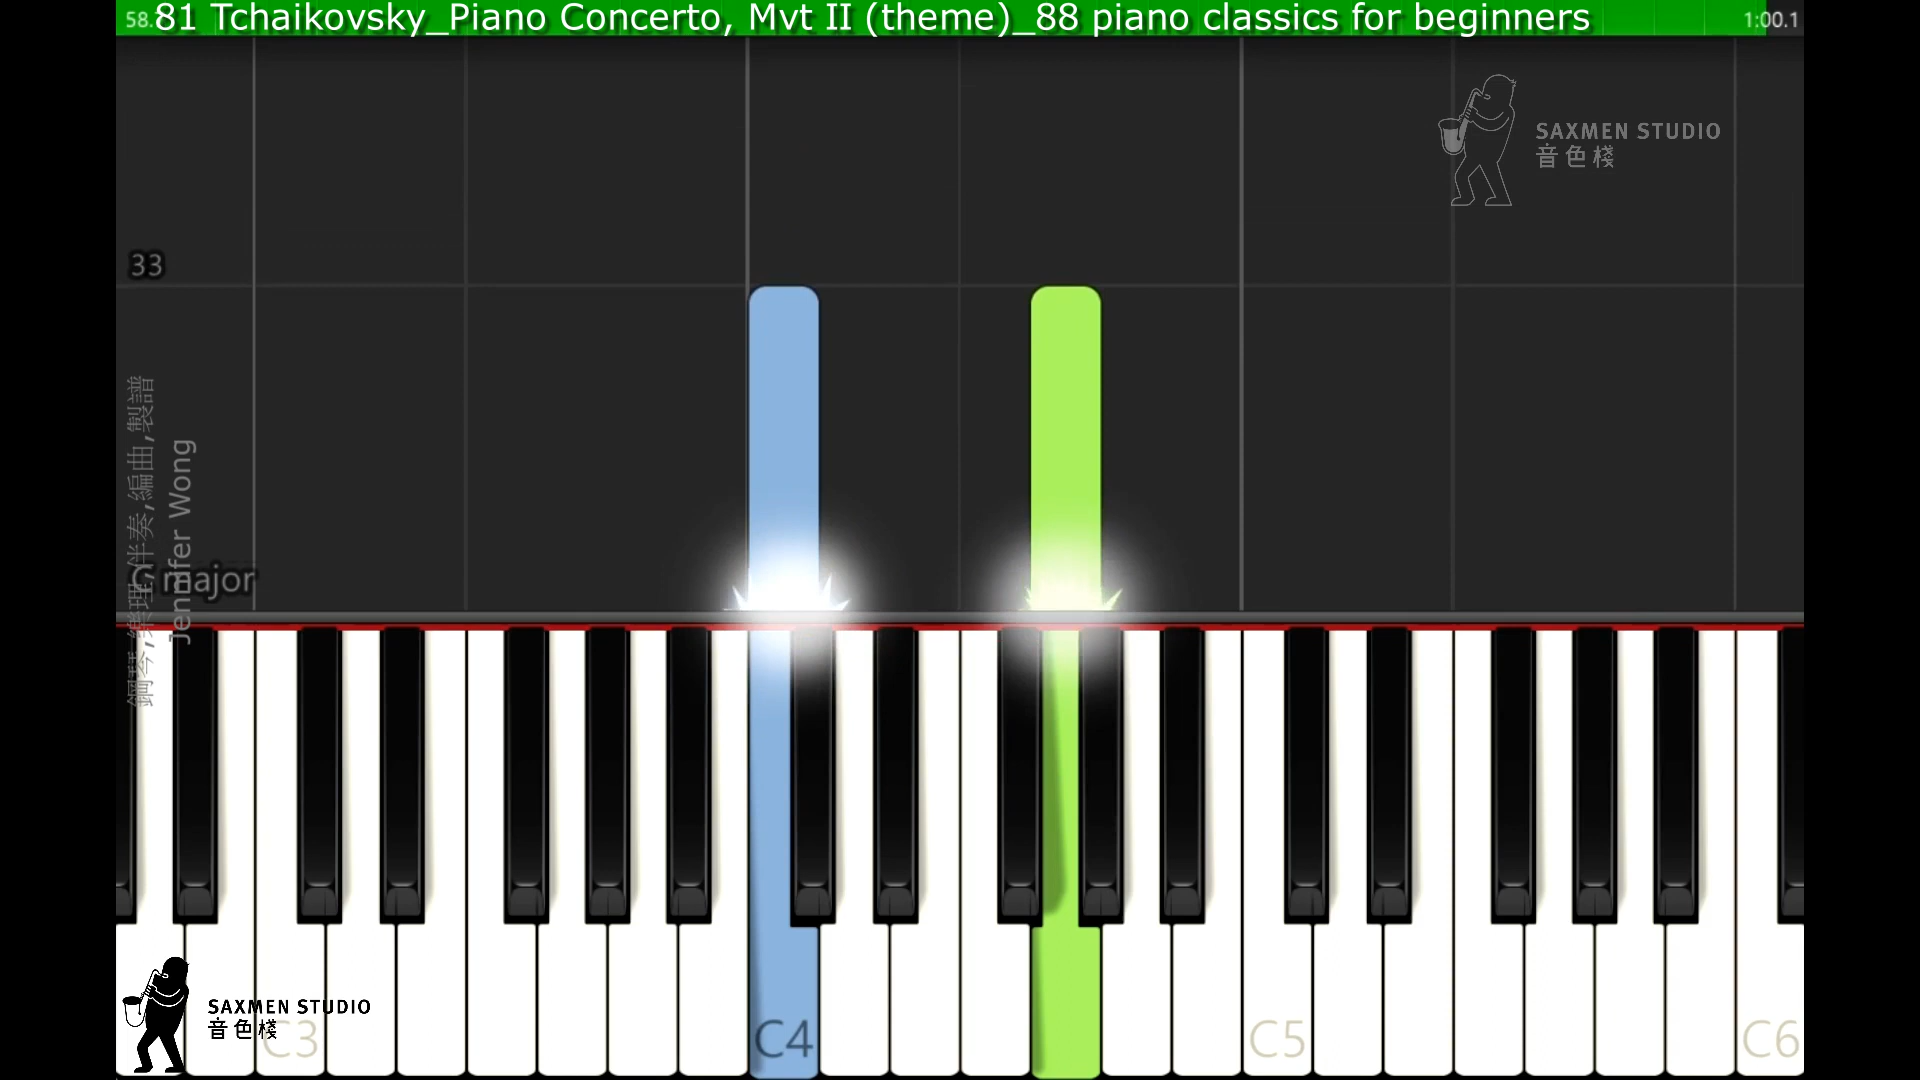 58.
81 Tchaikovsky_Piano Concerto, Mvt II (theme)_88 piano classics for beginners
1:00.1
SAXMEN STUDIO
音色棧
33
鋼琴,樂理,伴奏,編曲,製譜
Jennifer Wong
major
SAXMEN STUDIO
音色棧
C3
C4
C5
C6